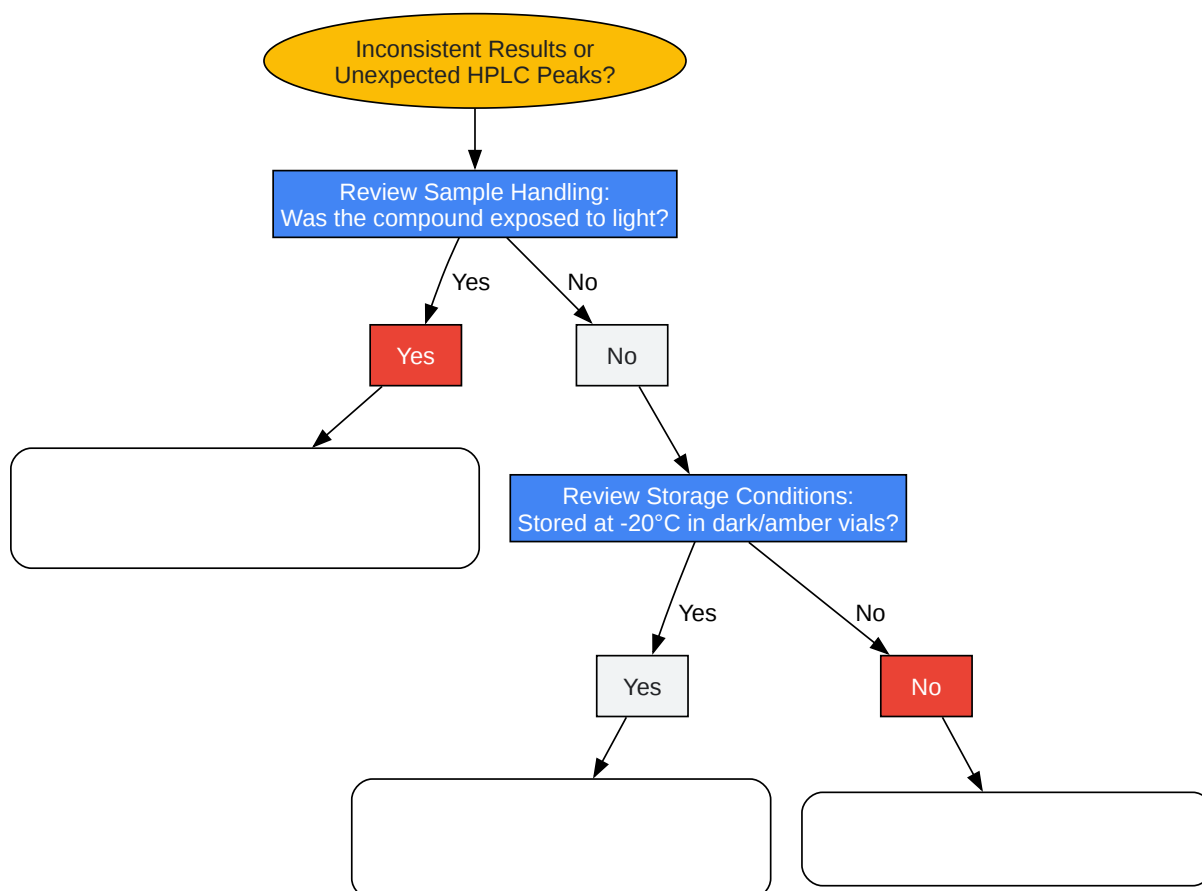 Inconsistent Results or
Unexpected HPLC Peaks?
Review Sample Handling:
Was the compound exposed to light?
Yes
No
Yes
No
Review Storage Conditions:
Stored at -20°C in dark/amber vials?
Yes
No
Yes
No